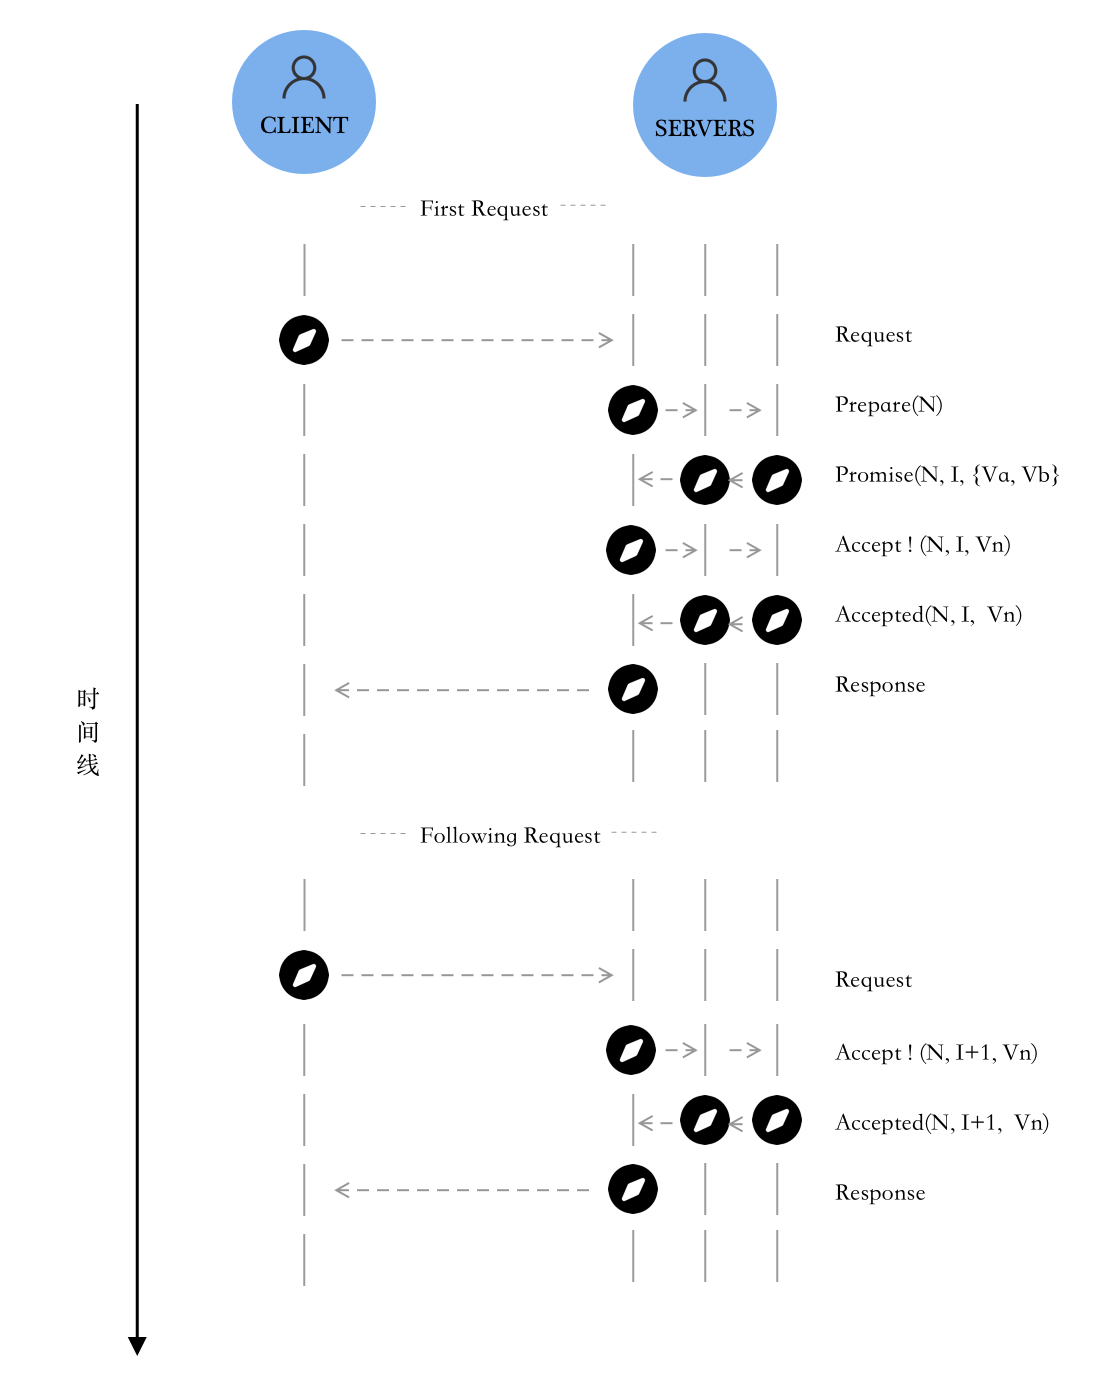 CLIENT
SERVERS
First Request
Request
Prepare(N)
Promise(N, I, {Va, Vb}
Accept ! (N, I, Vn)
Accepted(N, I,  Vn)
Response
时
间
线
Following Request
Request
Accept ! (N, I+1, Vn)
Accepted(N, I+1,  Vn)
Response